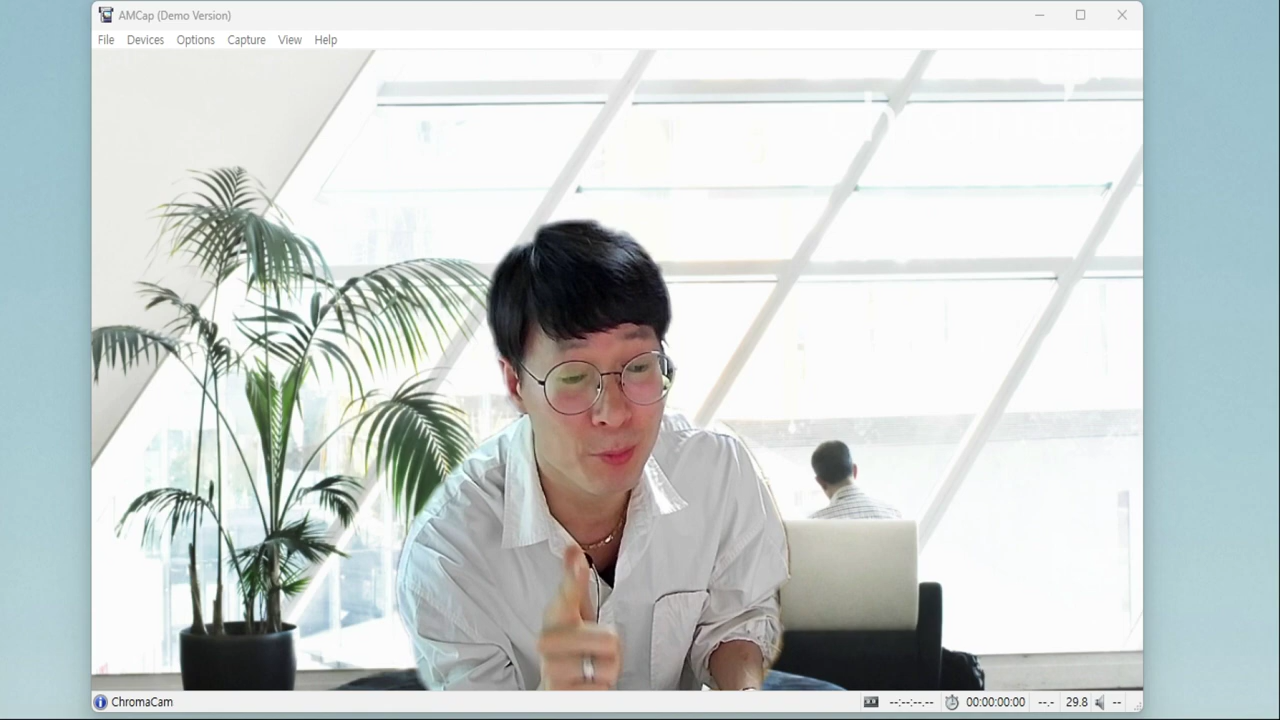 AMCap (Demo Version)
File Devices Options Capture View Help
ChromaCam --:--:--.-- 00:00:00:00 --.- 29.8 --